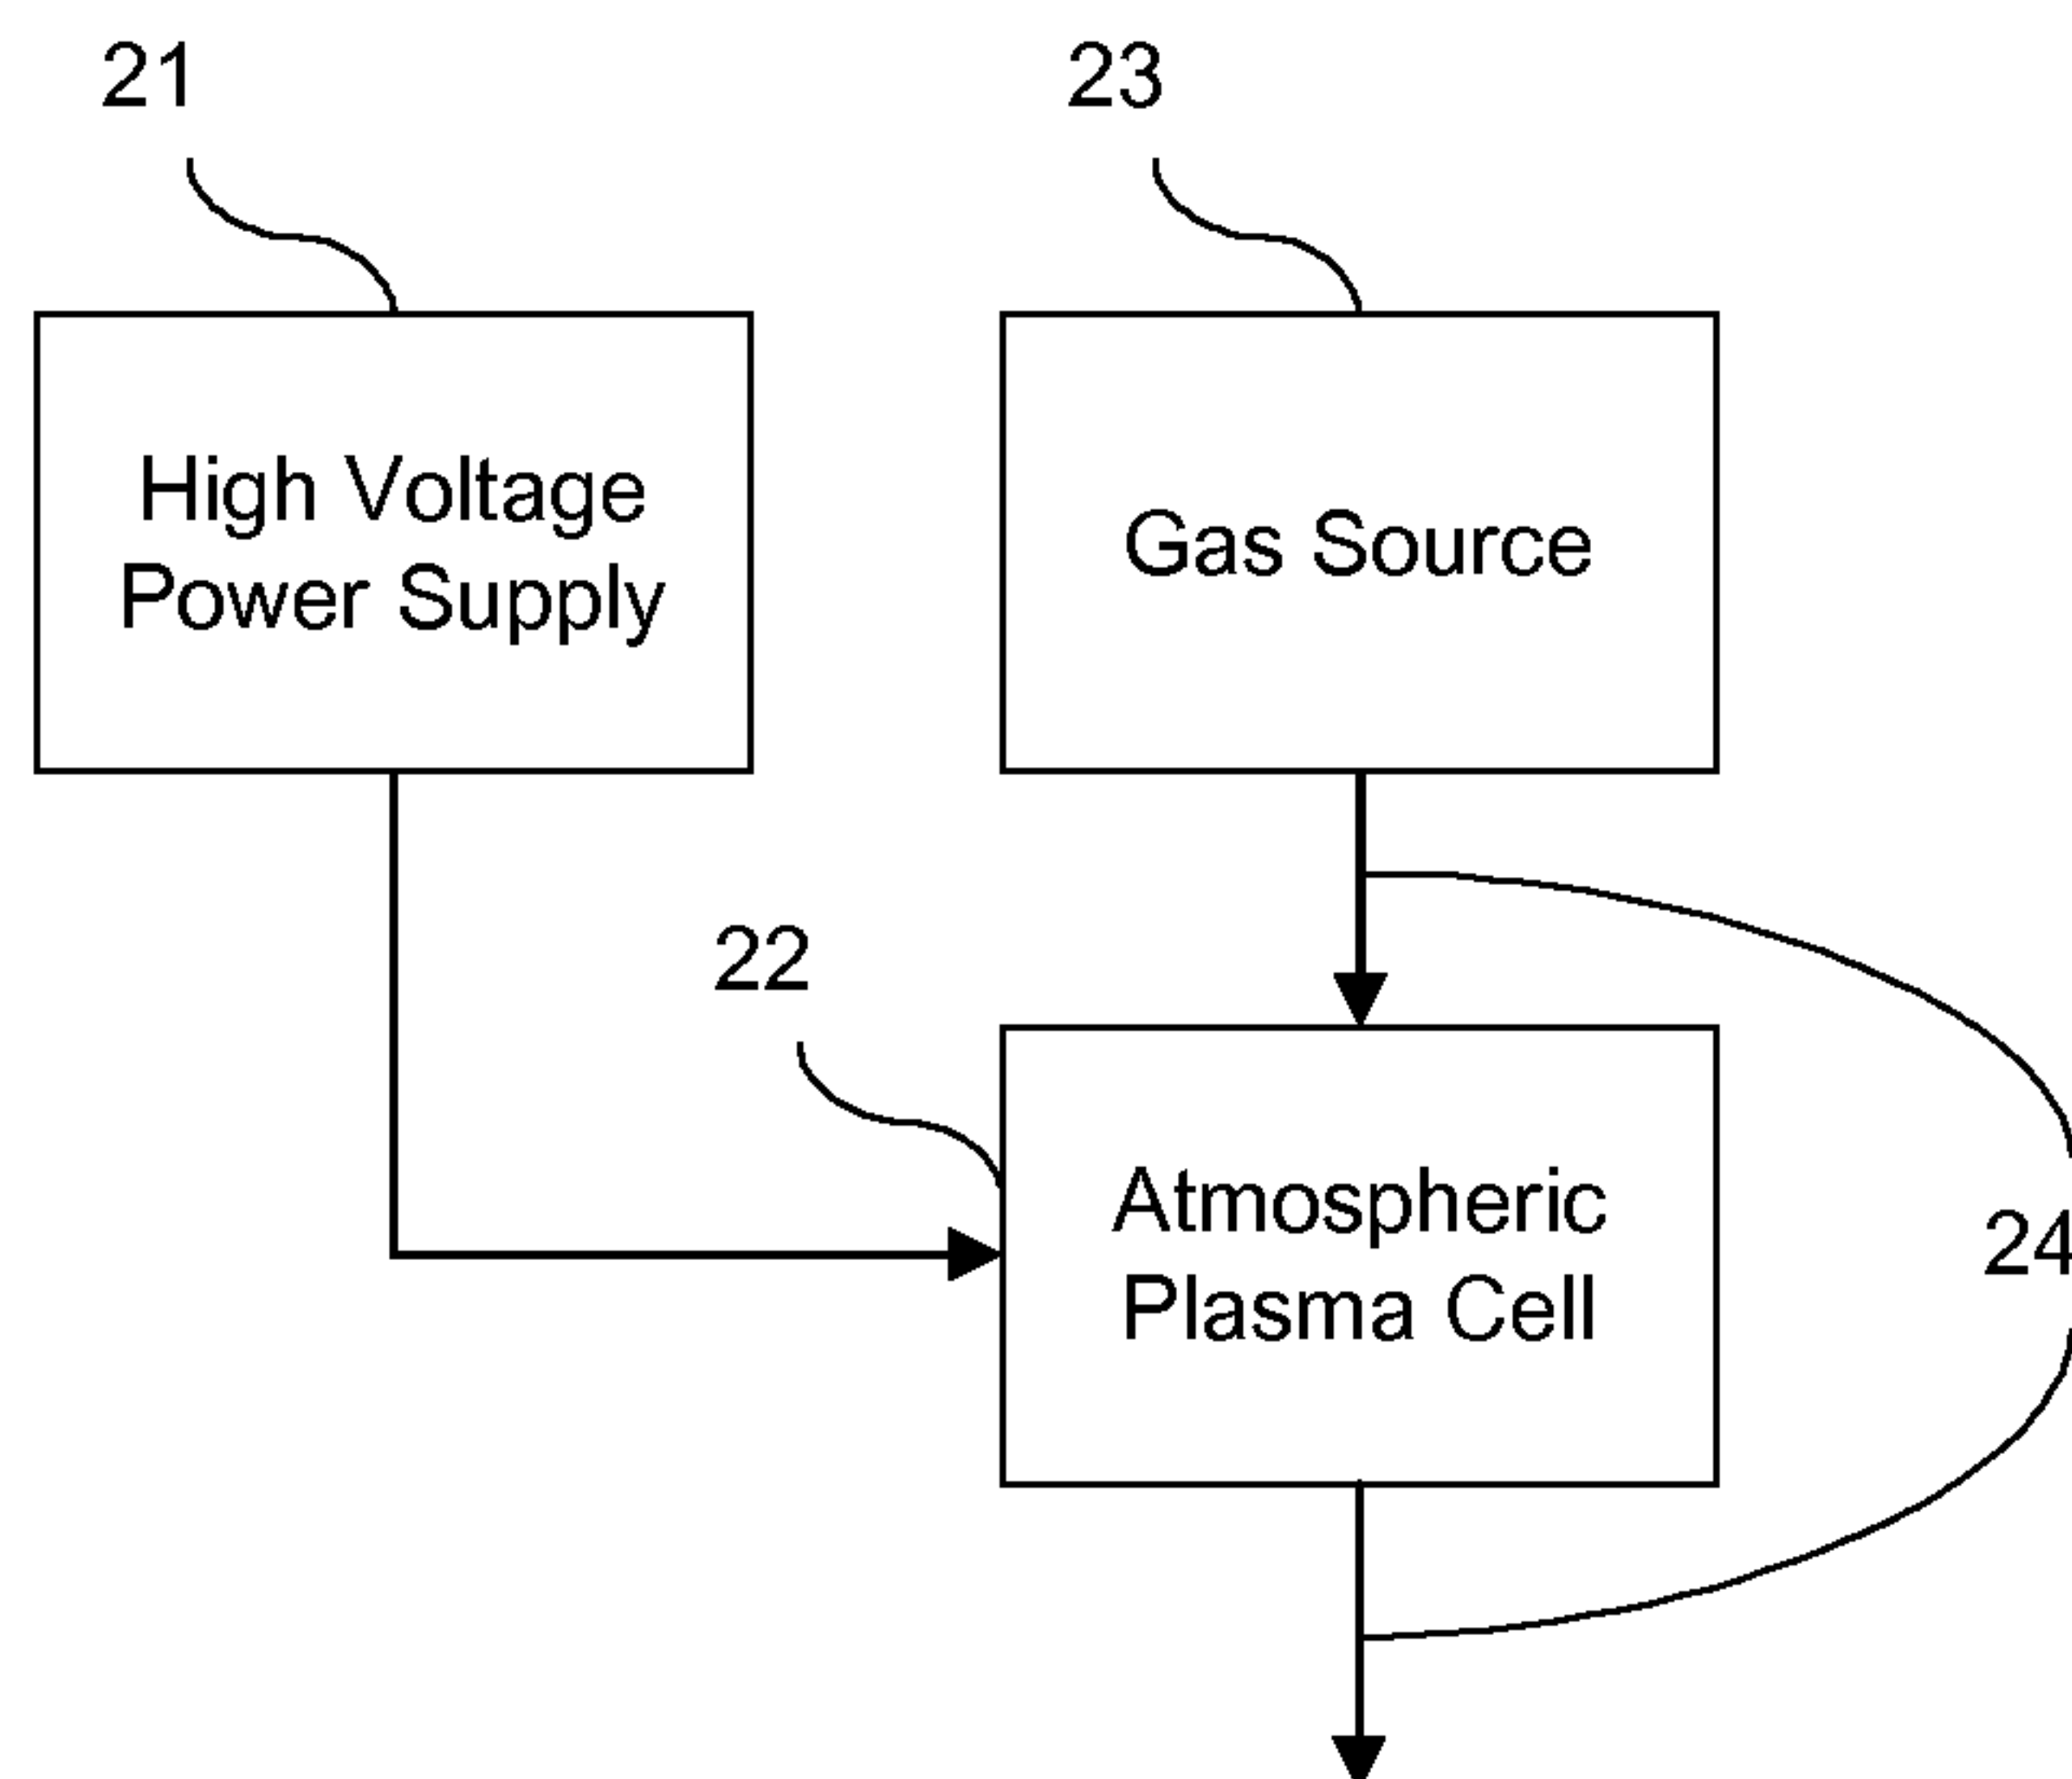 21
23
High Voltage
Power Supply
Gas Source
22
Atmospheric
Plasma Cell
24